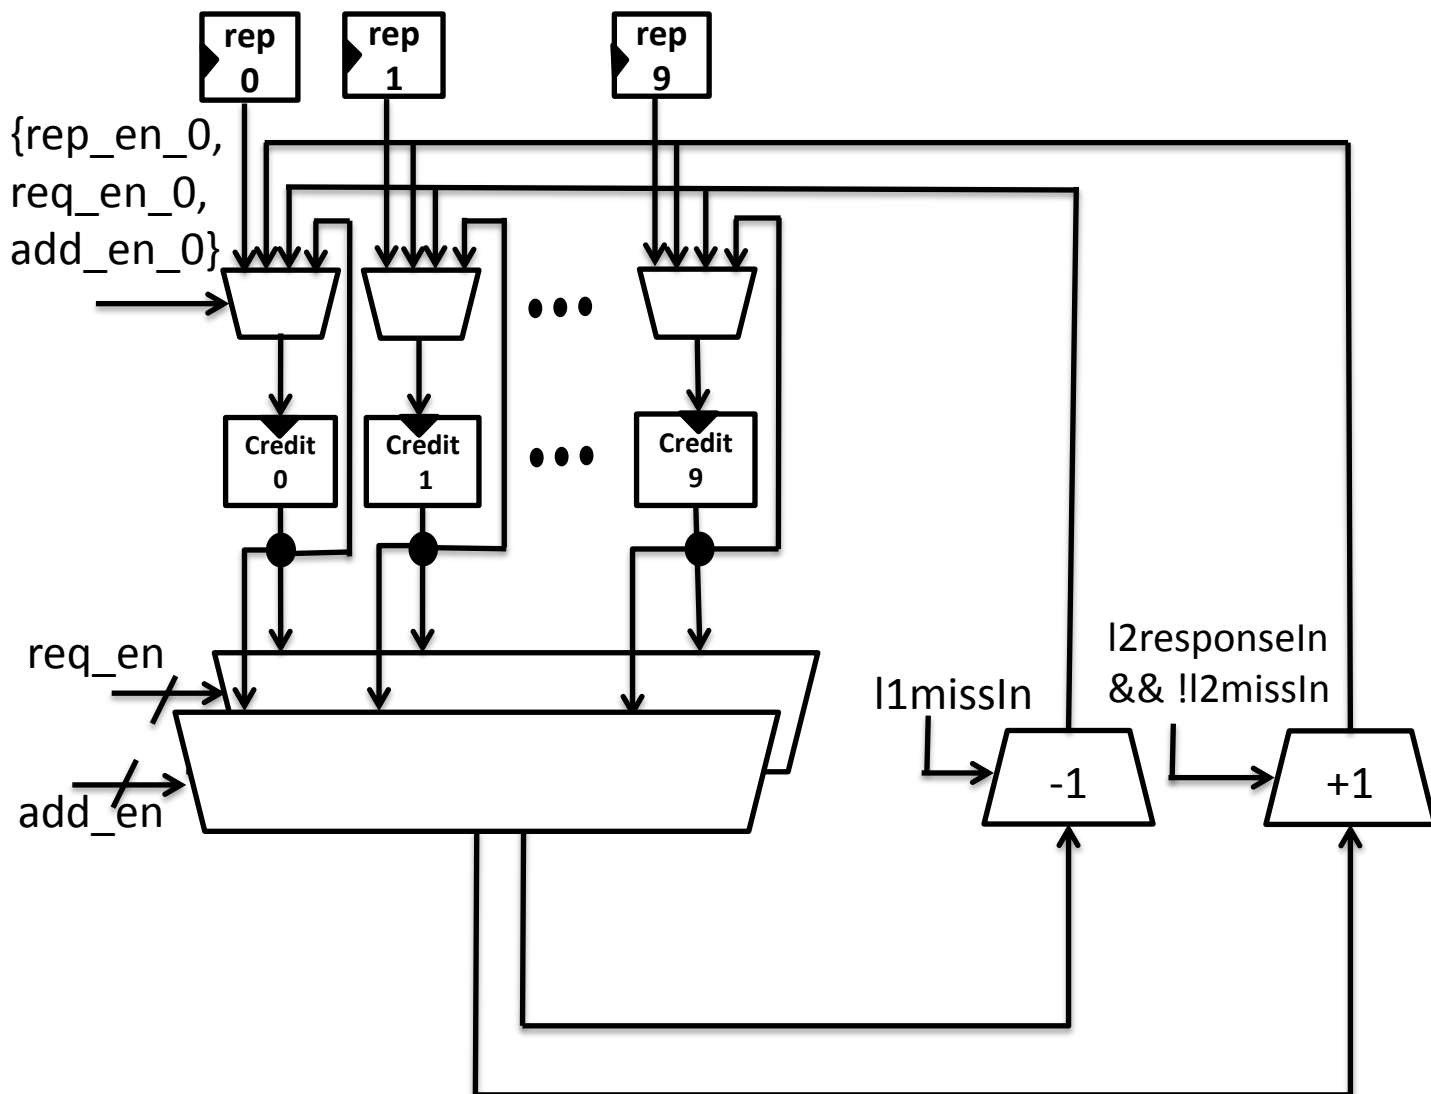 rep
0
rep
1
rep
9
{rep_en_0,
req_en_0,
add_en_0}
Credit
0
Credit
1
Credit
9
req_en
add_en
l1missIn
-1
l2responseIn
&& !l2missIn
+1